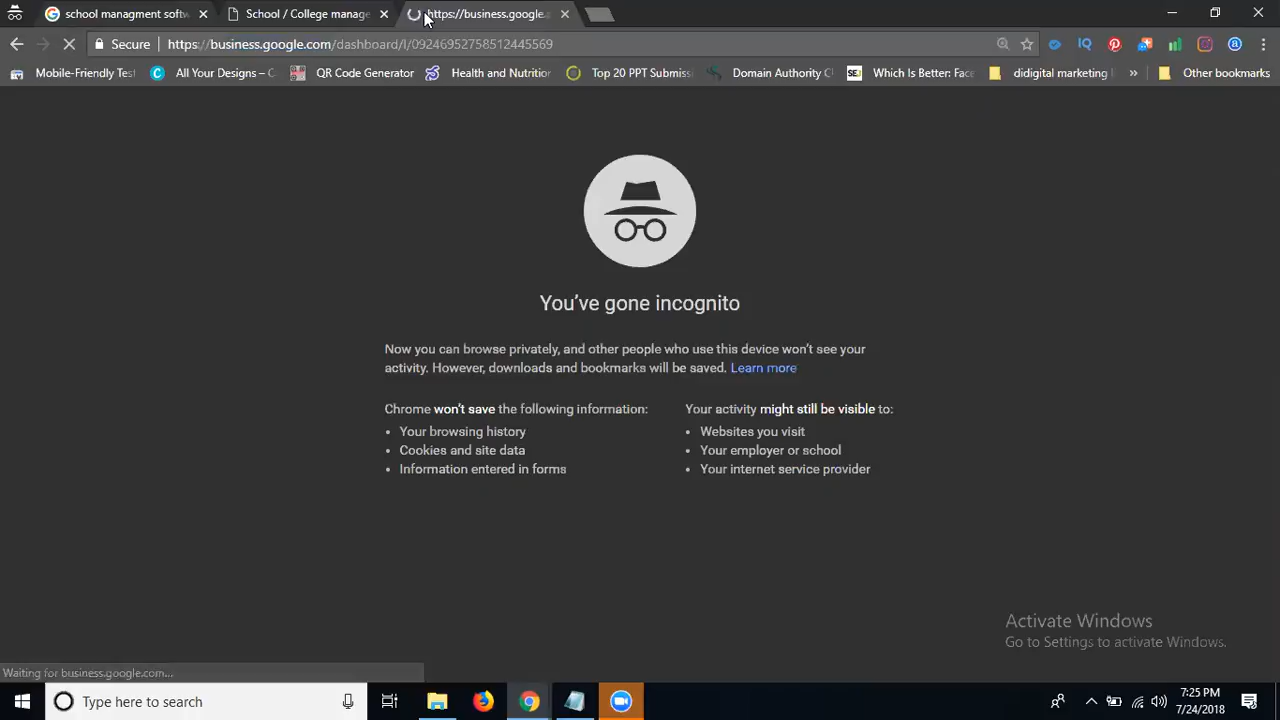 school managment softw
School / College manage
https://business.google.
Secure
https://business.google.com/dashboard/l/09246952758512445569
Mobile-Friendly Test
All Your Designs – C
QR Code Generator
Health and Nutrition
Top 20 PPT Submiss
Domain Authority C
Which Is Better: Face
didigital marketing
»
Other bookmarks
You've gone incognito
Now you can browse privately, and other people who use this device won't see your
activity. However, downloads and bookmarks will be saved. Learn more
Chrome won't save the following information:
• Your browsing history
• Cookies and site data
• Information entered in forms
Your activity might still be visible to:
• Websites you visit
• Your employer or school
• Your internet service provider
Activate Windows
Go to Settings to activate Windows.
Waiting for business.google.com...
Type here to search
7:25 PM
7/24/2018